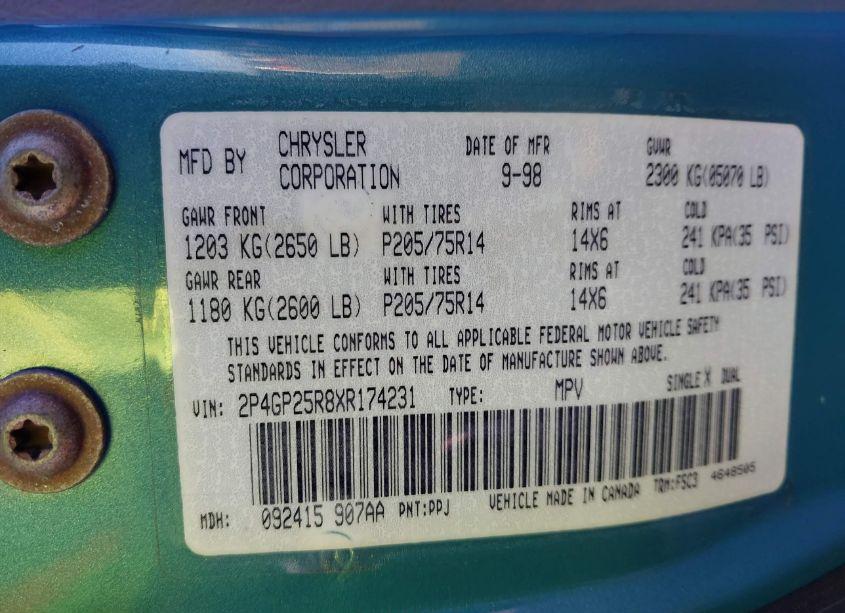 MFD BY CHRYSLER CORPORATION DATE OF MFR 9-98 GVWR 2300 KG(05070 LB)
GAWR FRONT WITH TIRES RIMS AT COLD
1203 KG(2650 LB) P205/75R14 14X6 241 KPA(35 PSI)
GAWR REAR WITH TIRES RIMS AT COLD
1180 KG(2600 LB) P205/75R14 14X6 241 KPA(35 PSI)
THIS VEHICLE CONFORMS TO ALL APPLICABLE FEDERAL MOTOR VEHICLE SAFETY
STANDARDS IN EFFECT ON THE DATE OF MANUFACTURE SHOWN ABOVE.
VIN: 2P4GP25R8XR174231 TYPE: MPV SINGLE X DUAL
MDH: 092415 907AA PNT:PPJ VEHICLE MADE IN CANADA TRM:FSC3 4648505